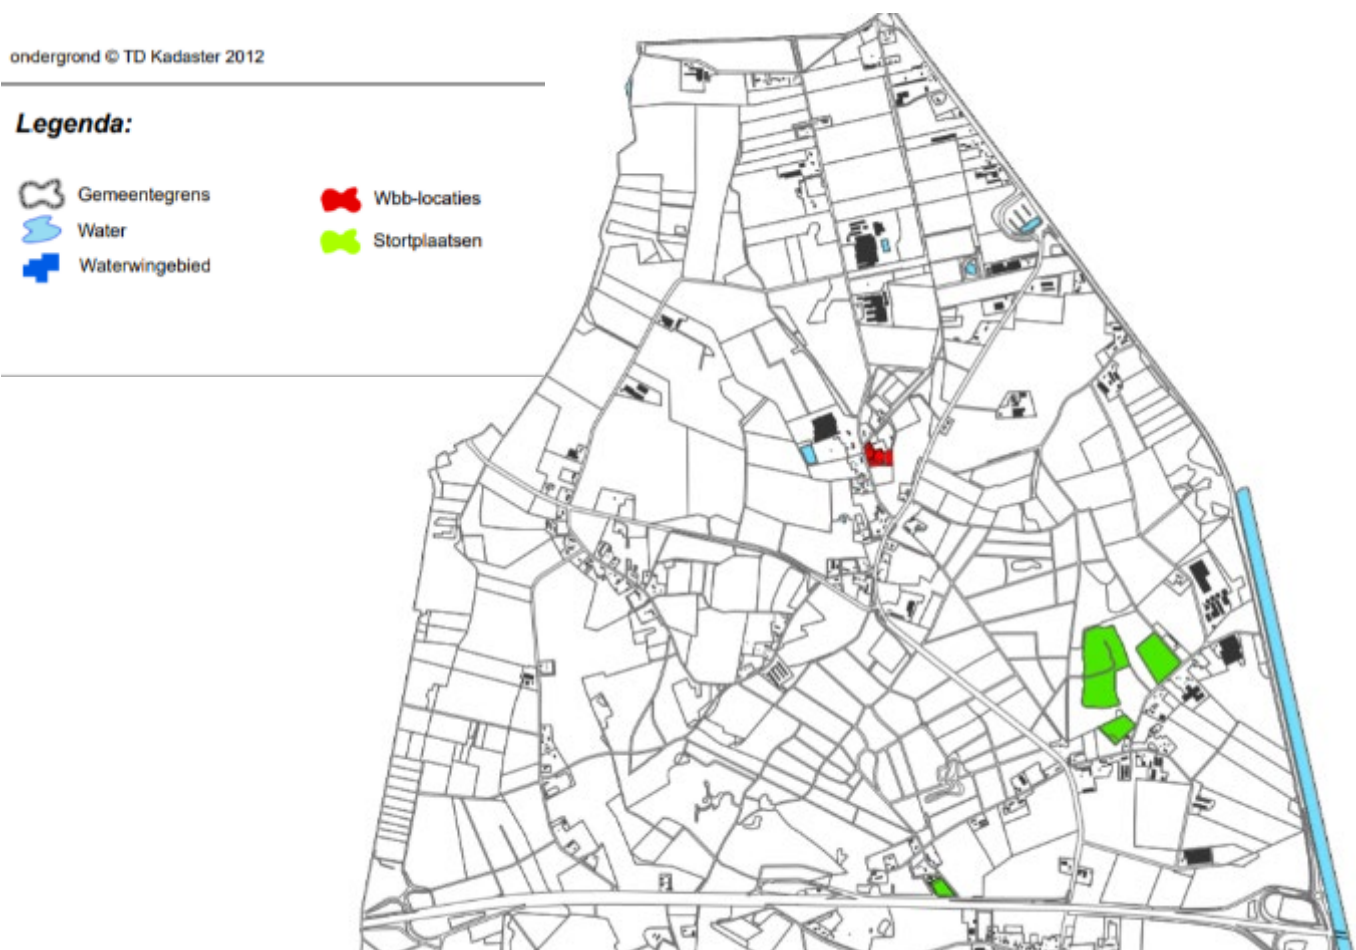 ondergrond © TD Kadaster 2012
Legenda:
Gemeentegrens
Water
Waterwingebied
Wbb-locaties
Stortplaatsen